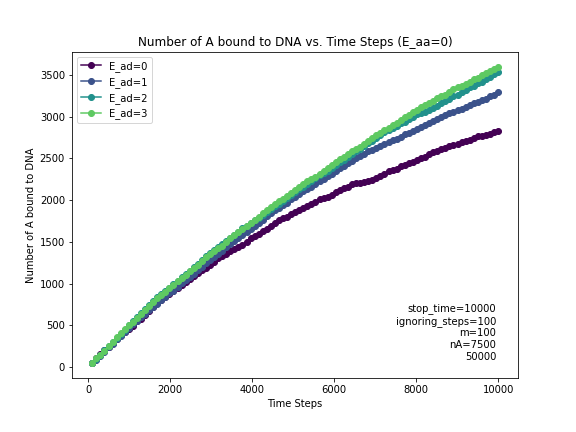 Number of A bound to DNA vs. Time Steps (E_aa=0)
E_ad=0
E_ad=1
E_ad=2
E_ad=3
Number of A bound to DNA
3500
3000
2500
2000
1500
1000
500
0
stop_time=10000
ignoring_steps=100
m=100
nA=7500
50000
0 2000 4000 6000 8000 10000
Time Steps